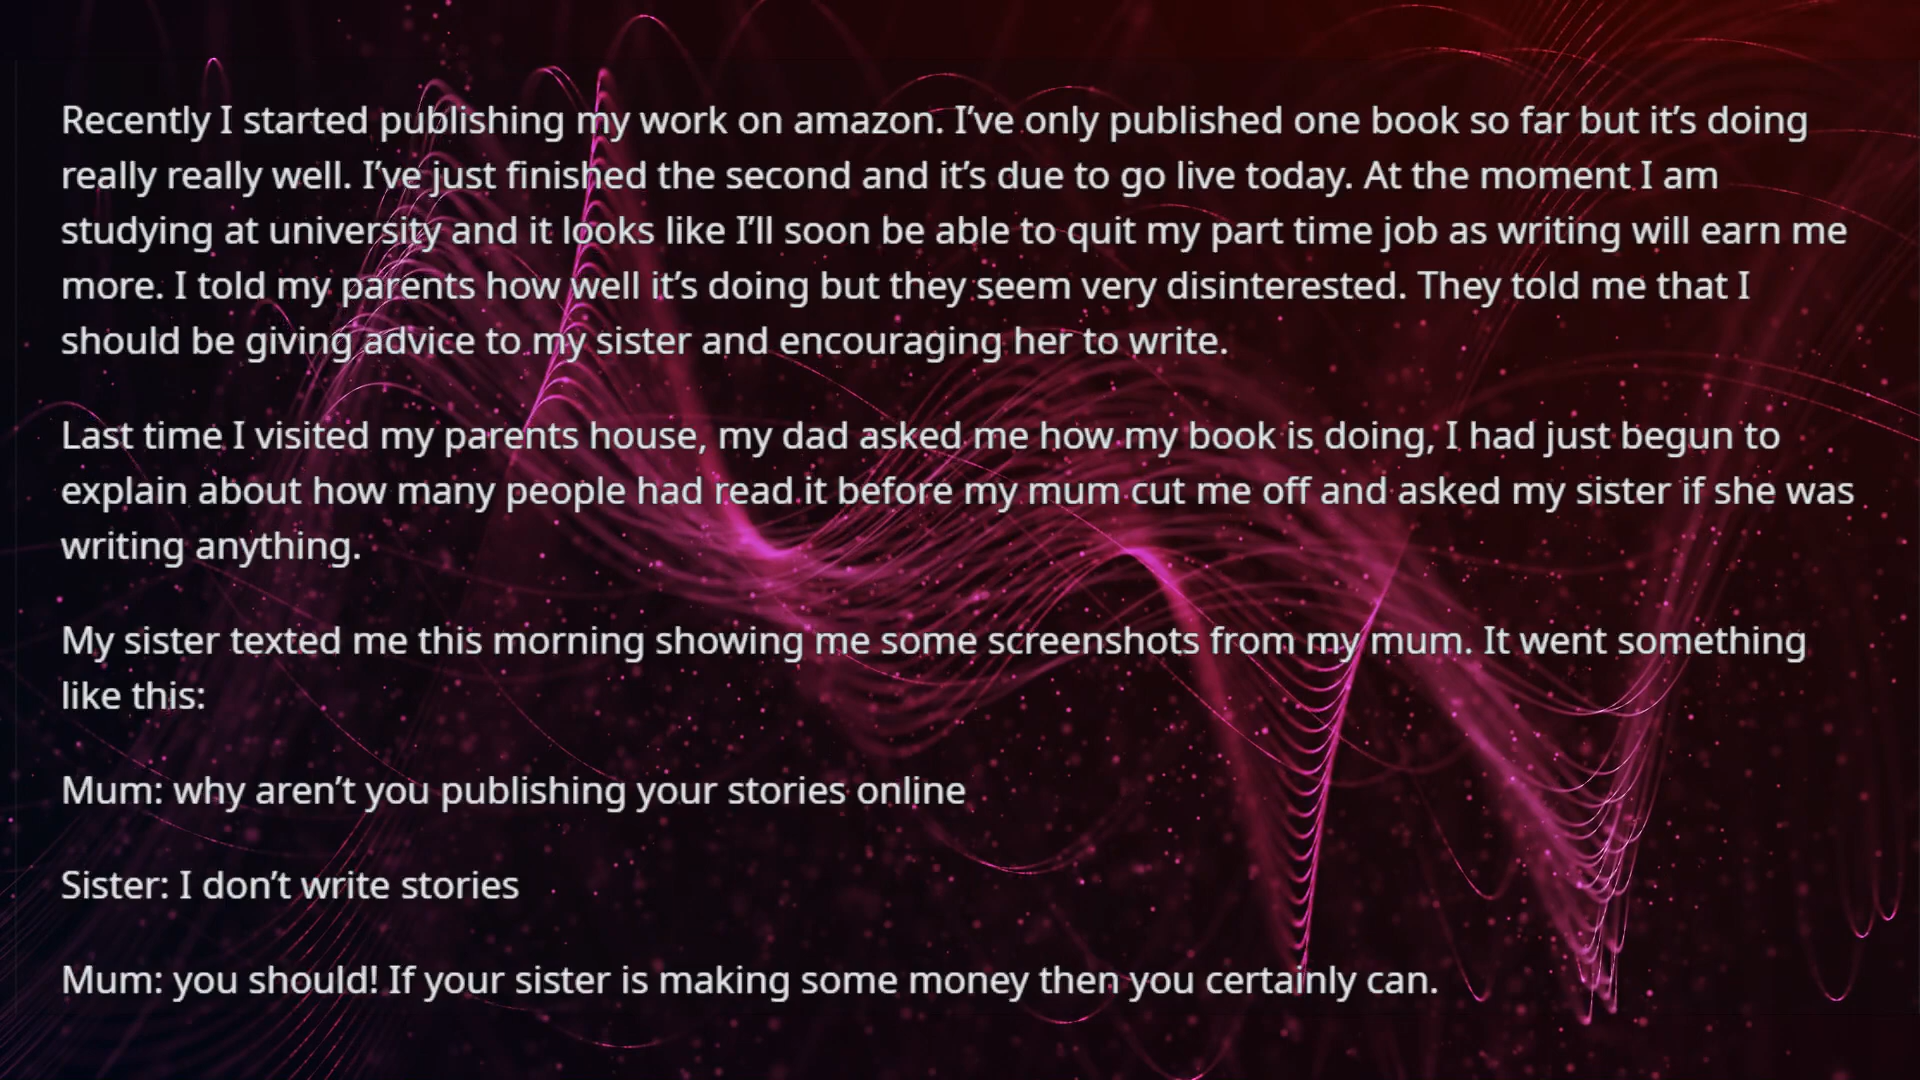 Recently I started publishing my work on amazon. I’ve only published one book so far but it’s doing
really really well. I’ve just finished the second and it’s due to go live today. At the moment I am
studying at university and it looks like I’ll soon be able to quit my part time job as writing will earn me
more. I told my parents how well it’s doing but they seem very disinterested. They told me that I
should be giving advice to my sister and encouraging her to write.
Last time I visited my parents house, my dad asked me how my book is doing, I had just begun to
explain about how many people had read it before my mum cut me off and asked my sister if she was
writing anything.
My sister texted me this morning showing me some screenshots from my mum. It went something
like this:
Mum: why aren’t you publishing your stories online
Sister: I don’t write stories
Mum: you should! If your sister is making some money then you certainly can.